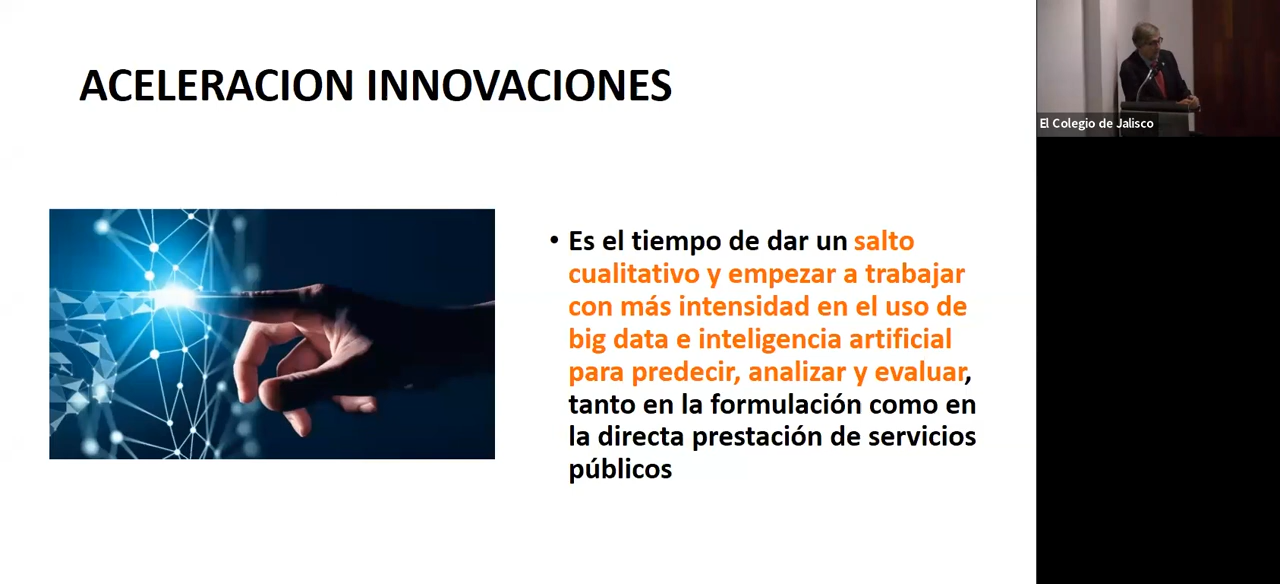 ACELERACION INNOVACIONES
• Es el tiempo de dar un salto
cualitativo y empezar a trabajar
con más intensidad en el uso de
big data e inteligencia artificial
para predecir, analizar y evaluar,
tanto en la formulación como en
la directa prestación de servicios
públicos
El Colegio de Jalisco